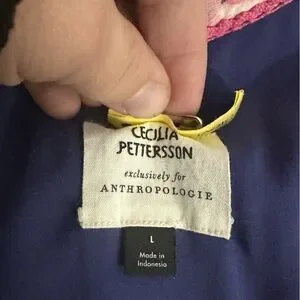 CECILIA
PETTERSSON
exclusively for
ANTHROPOLOGIE
L
Made in
Indonesia